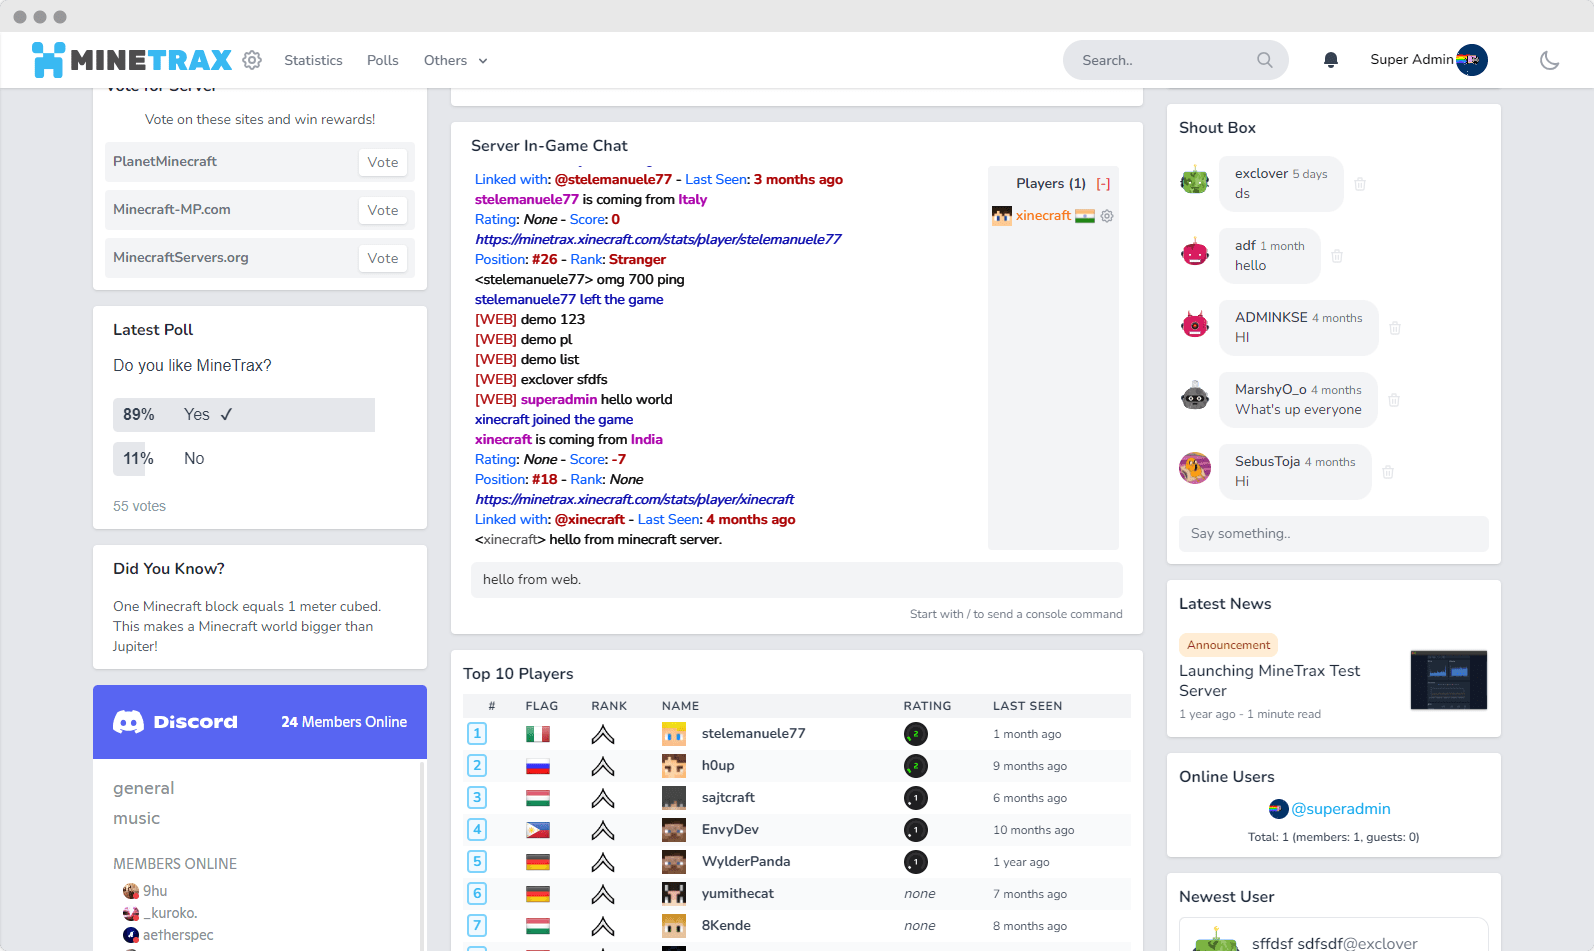 MINETRAX
Statistics
Polls
Others
Search..
Super Admin
Vote for Server
Vote on these sites and win rewards!
PlanetMinecraft
Vote
Minecraft-MP.com
Vote
MinecraftServers.org
Vote
Latest Poll
Do you like MineTrax?
89% Yes ✓
11% No
55 votes
Did You Know?
One Minecraft block equals 1 meter cubed.
This makes a Minecraft world bigger than
Jupiter!
Discord
24 Members Online
general
music
MEMBERS ONLINE
9hu
_kuroko.
aetherspec
Server In-Game Chat
Linked with: @stelemanuele77 - Last Seen: 3 months ago
stelemanuele77 is coming from Italy
Rating: None - Score: 0
https://minetrax.xinecraft.com/stats/player/stelemanuele77
Position: #26 - Rank: Stranger
<stelemanuele77> omg 700 ping
stelemanuele77 left the game
[WEB] demo 123
[WEB] demo pl
[WEB] demo list
[WEB] exclover sfdfs
[WEB] superadmin hello world
xinecraft joined the game
xinecraft is coming from India
Rating: None - Score: -7
Position: #18 - Rank: None
https://minetrax.xinecraft.com/stats/player/xinecraft
Linked with: @xinecraft - Last Seen: 4 months ago
<xinecraft> hello from minecraft server.
Players (1) [-]
xinecraft
hello from web.
Start with / to send a console command
Top 10 Players
# FLAG RANK NAME RATING LAST SEEN
1 stelemanuele77 2 1 month ago
2 h0up 2 9 months ago
3 sajtcraft 1 6 months ago
4 EnvyDev 1 10 months ago
5 WylderPanda 1 1 year ago
6 yumithecat none 7 months ago
7 8Kende none 8 months ago
Shout Box
exclover 5 days
ds
adf 1 month
hello
ADMINKSE 4 months
HI
MarshyO_o 4 months
What's up everyone
SebusToja 4 months
Hi
Say something..
Latest News
Announcement
Launching MineTrax Test
Server
1 year ago - 1 minute read
Online Users
@superadmin
Total: 1 (members: 1, guests: 0)
Newest User
sffdsf sdfsdf@exclover